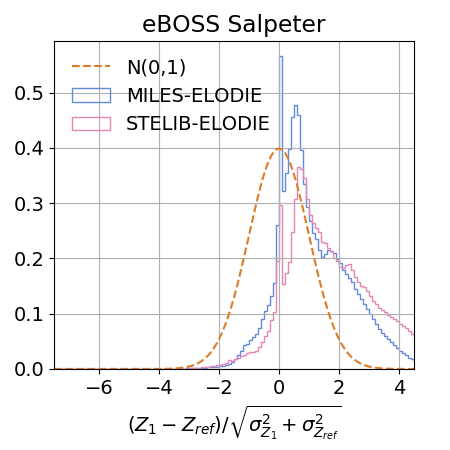 eBOSS Salpeter
N(0,1)
MILES-ELODIE
STELIB-ELODIE
0.5
0.4
0.3
0.2
0.1
0.0
−6 −4 −2 0 2 4
$(Z_1 - Z_{ref})/\sqrt{\sigma^2_{Z_1} + \sigma^2_{Z_{ref}}}$